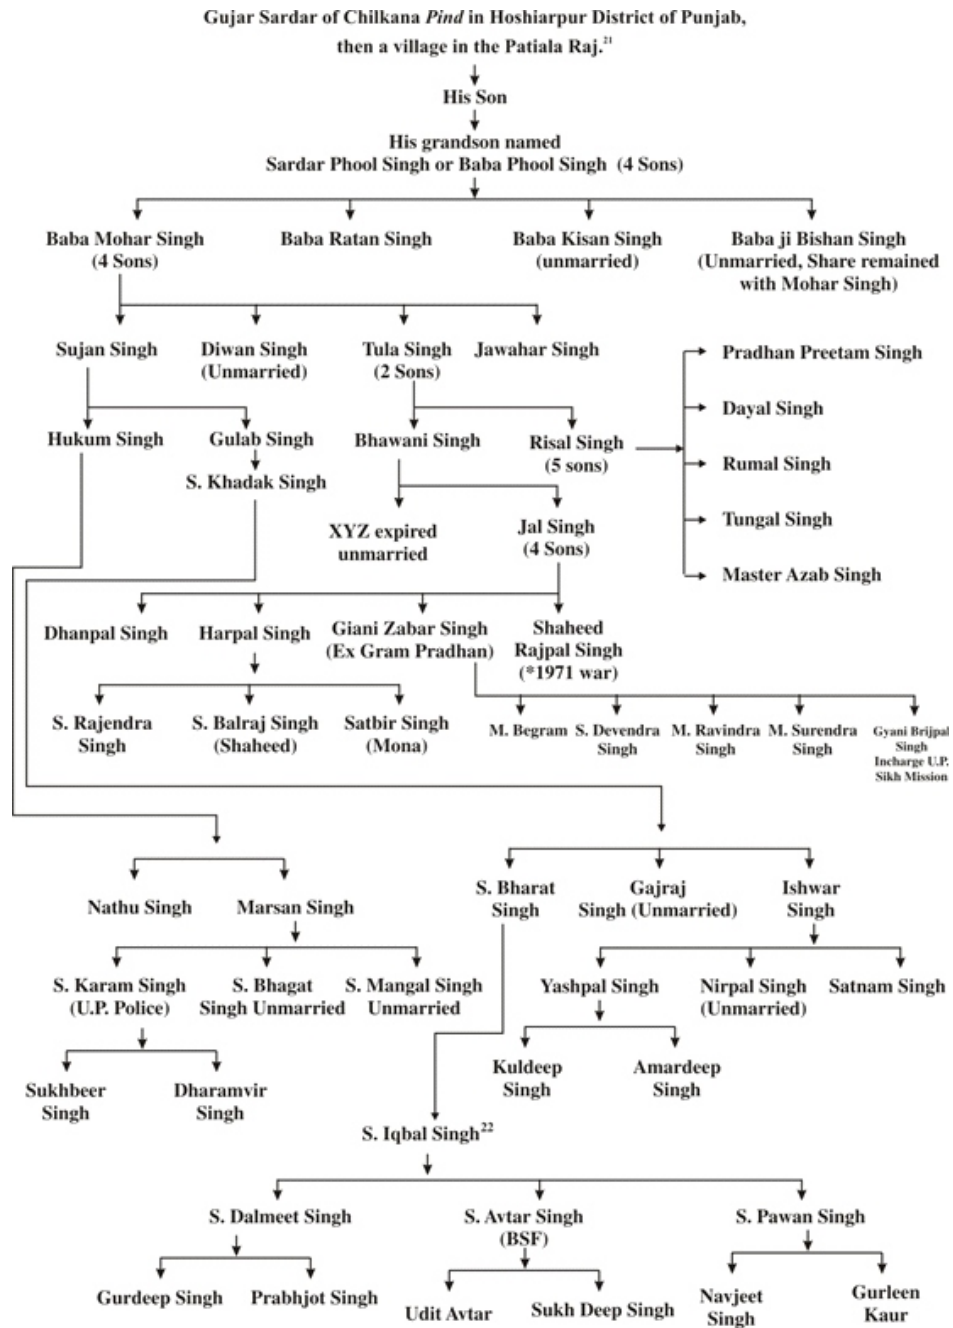 Gujar Sardar of Chilkana Pind in Hoshiarpur District of Punjab,
then a village in the Patiala Raj.21
His Son
His grandson named
Sardar Phool Singh or Baba Phool Singh (4 Sons)
Baba Mohar Singh
(4 Sons)
Baba Ratan Singh
Baba Kisan Singh
(unmarried)
Baba ji Bishan Singh
(Unmarried, Share remained
with Mohar Singh)
Sujan Singh
Diwan Singh
(Unmarried)
Tula Singh
(2 Sons)
Jawahar Singh
Pradhan Preetam Singh
Dayal Singh
Rumal Singh
Tungal Singh
Master Azab Singh
Hukum Singh
Gulab Singh
S. Khadak Singh
Bhawani Singh
Risal Singh
(5 sons)
XYZ expired
unmarried
Jal Singh
(4 Sons)
Dhanpal Singh
Harpal Singh
Giani Zabar Singh
(Ex Gram Pradhan)
Shaheed
Rajpal Singh
(*1971 war)
S. Rajendra
Singh
S. Balraj Singh
(Shaheed)
Satbir Singh
(Mona)
M. Begram
S. Devendra
Singh
M. Ravindra
Singh
M. Surendra
Singh
Gyani Brijpal
Singh
Incharge U.P.
Sikh Mission
Nathu Singh
Marsan Singh
S. Bharat
Singh
Gajraj
Singh (Unmarried)
Ishwar
Singh
S. Karam Singh
(U.P. Police)
S. Bhagat
Singh Unmarried
S. Mangal Singh
Unmarried
Yashpal Singh
Nirpal Singh
(Unmarried)
Satnam Singh
Sukhbeer
Singh
Dharamvir
Singh
Kuldeep
Singh
Amardeep
Singh
S. Iqbal Singh22
S. Dalmeet Singh
S. Avtar Singh
(BSF)
S. Pawan Singh
Gurdeep Singh
Prabhjot Singh
Udit Avtar
Sukh Deep Singh
Navjeet
Singh
Gurleen
Kaur